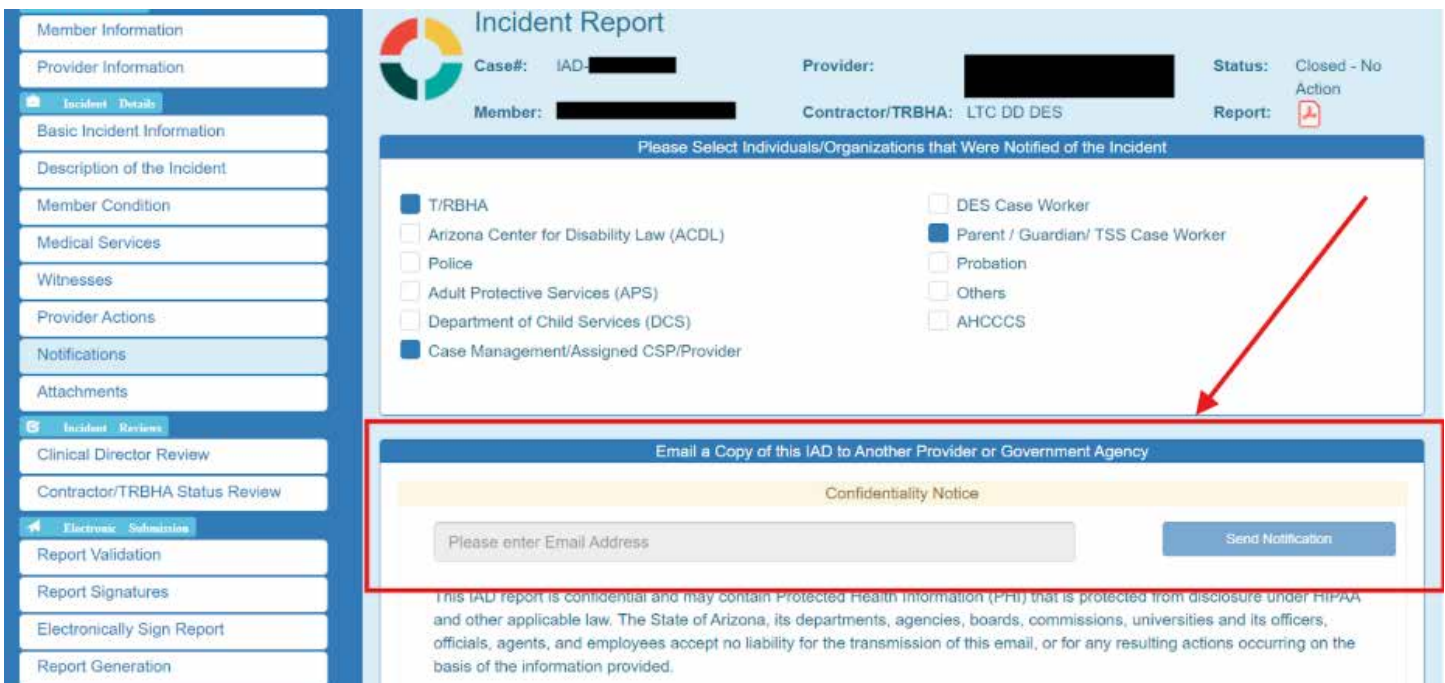 Member Information
Provider Information
Incident Details
Basic Incident Information
Description of the Incident
Member Condition
Medical Services
Witnesses
Provider Actions
Notifications
Attachments
Incident Reviews
Clinical Director Review
Contractor/TRBHA Status Review
Electronic Submission
Report Validation
Report Signatures
Electronically Sign Report
Report Generation
Incident Report
Case#: IAD- Provider: Status: Closed - No
Action
Member: Contractor/TRBHA: LTC DD DES Report:
Please Select Individuals/Organizations that Were Notified of the Incident
T/RBHA
Arizona Center for Disability Law (ACDL)
Police
Adult Protective Services (APS)
Department of Child Services (DCS)
Case Management/Assigned CSP/Provider
DES Case Worker
Parent / Guardian/ TSS Case Worker
Probation
Others
AHCCCS
Email a Copy of this IAD to Another Provider or Government Agency
Confidentiality Notice
Please enter Email Address
Send Notification
This IAD report is confidential and may contain Protected Health Information (PHI) that is protected from disclosure under HIPAA
and other applicable law. The State of Arizona, its departments, agencies, boards, commissions, universities and its officers,
officials, agents, and employees accept no liability for the transmission of this email, or for any resulting actions occurring on the
basis of the information provided.